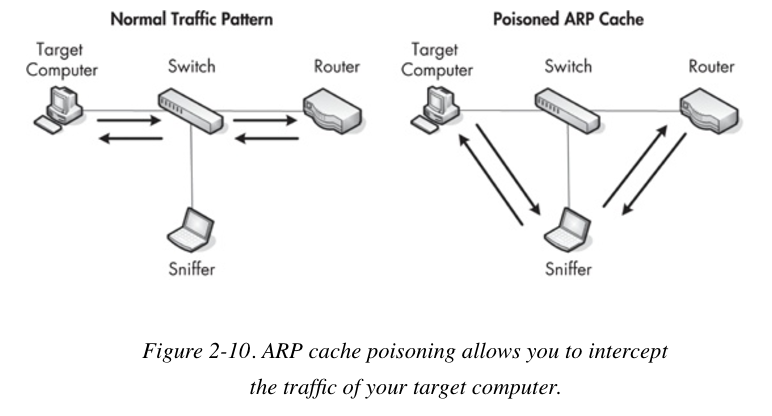 Normal Traffic Pattern
Target
Computer
Switch
Router
Sniffer
Poisoned ARP Cache
Target
Computer
Switch
Router
Sniffer
Figure 2-10. ARP cache poisoning allows you to intercept
the traffic of your target computer.